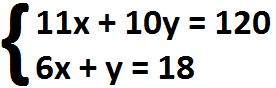 11x + 10y = 120
6x + y = 18